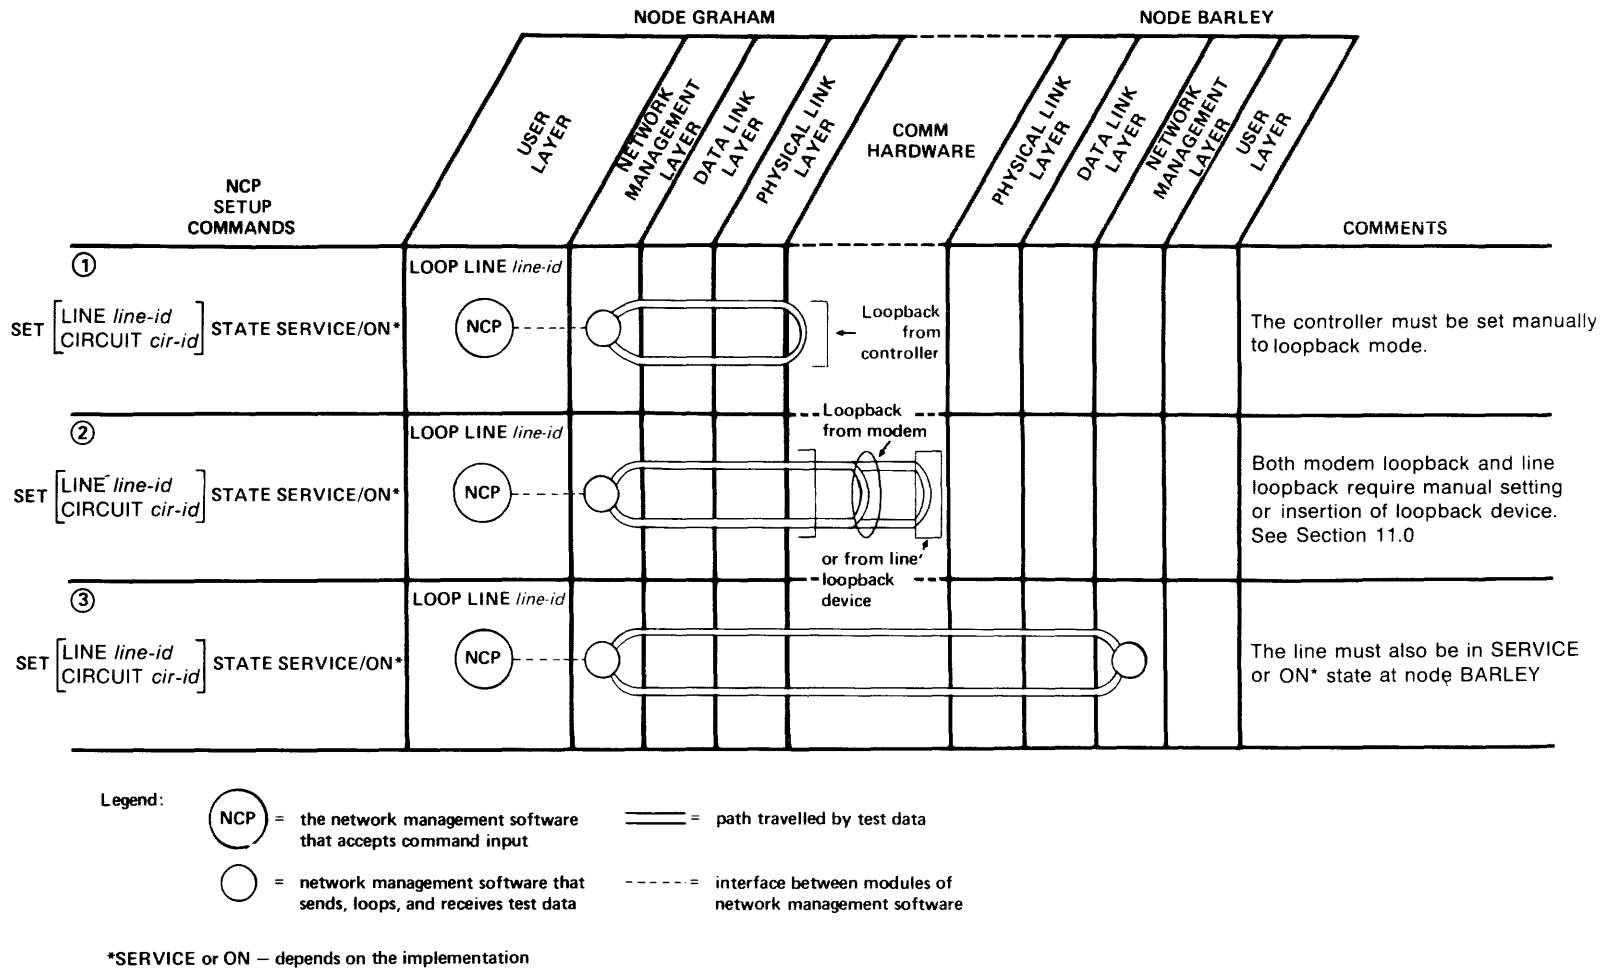 NODE GRAHAM
NODE BARLEY
USER
LAYER
NETWORK
MANAGEMENT
LAYER
DATA LINK
LAYER
PHYSICAL LINK
LAYER
COMM
HARDWARE
PHYSICAL LINK
LAYER
DATA LINK
LAYER
NETWORK
MANAGEMENT
LAYER
USER
LAYER
NCP
SETUP
COMMANDS
COMMENTS
1
LOOP LINE line-id
SET [LINE line-id
CIRCUIT cir-id] STATE SERVICE/ON*
NCP
Loopback
from
controller
The controller must be set manually
to loopback mode.
2
LOOP LINE line-id
SET [LINE line-id
CIRCUIT cir-id] STATE SERVICE/ON*
NCP
Loopback
from modem
or from line
loopback
device
Both modem loopback and line
loopback require manual setting
or insertion of loopback device.
See Section 11.0
3
LOOP LINE line-id
SET [LINE line-id
CIRCUIT cir-id] STATE SERVICE/ON*
NCP
The line must also be in SERVICE
or ON* state at node BARLEY
Legend:
NCP = the network management software
that accepts command input
= path travelled by test data
= network management software that
sends, loops, and receives test data
= interface between modules of
network management software
*SERVICE or ON — depends on the implementation